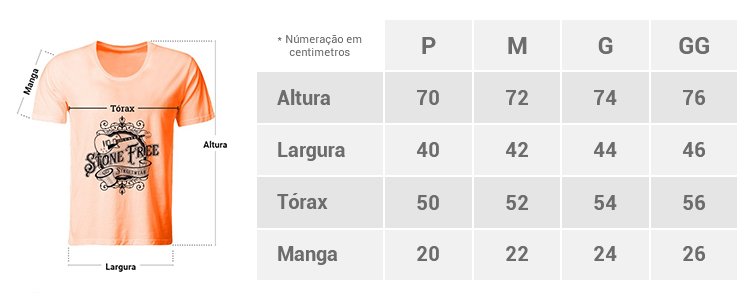 Manga
Tórax
Altura
Largura
STONE FREE
STREETWEAR
* Númeração em
centimetros
P M G GG
Altura 70 72 74 76
Largura 40 42 44 46
Tórax 50 52 54 56
Manga 20 22 24 26